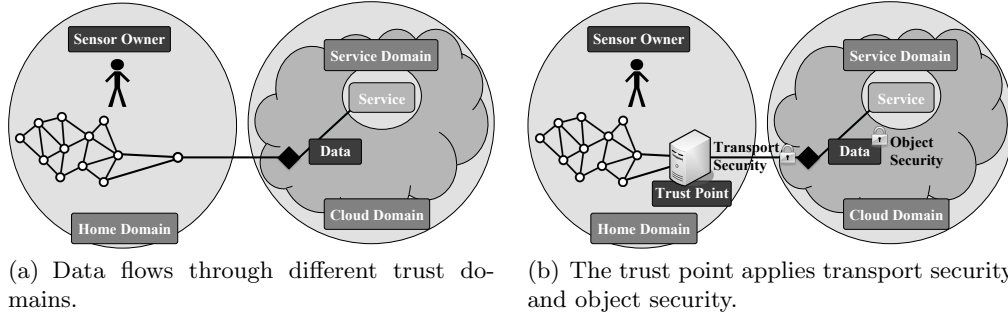 Sensor Owner
Service Domain
Service
Data
Home Domain
Cloud Domain
(a) Data flows through different trust do-
mains.
Sensor Owner
Service Domain
Service
Transport
Security
Data
Object
Security
Trust Point
Home Domain
Cloud Domain
(b) The trust point applies transport security
and object security.